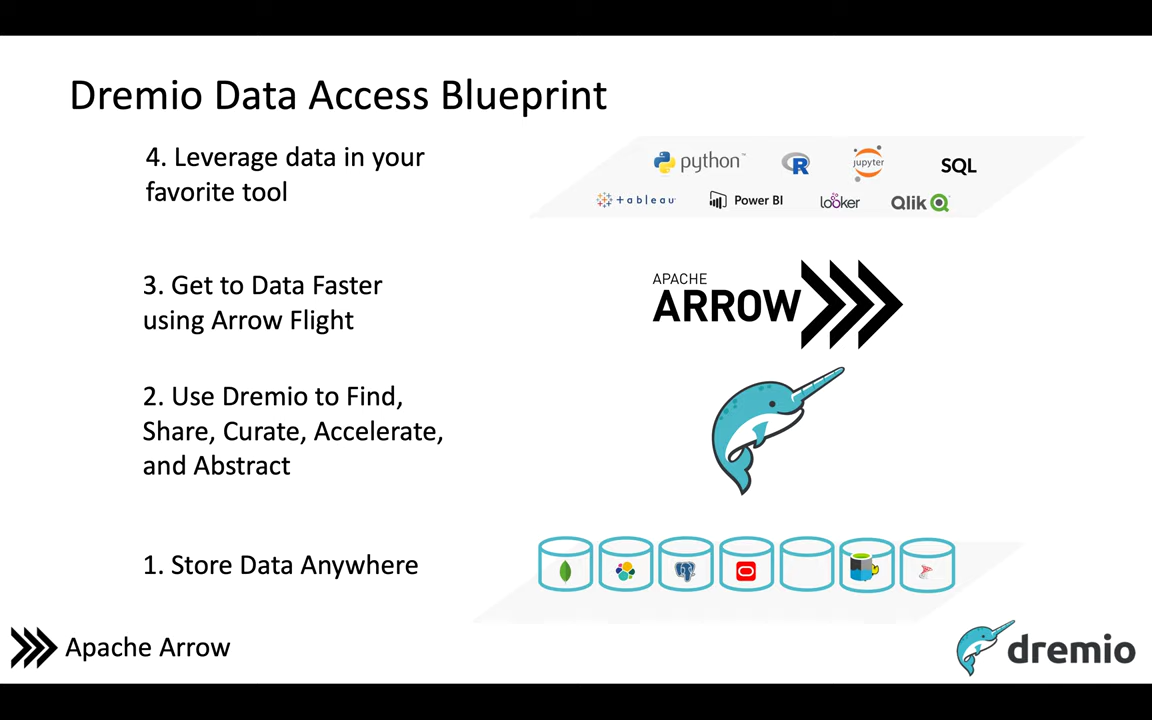 Dremio Data Access Blueprint
4. Leverage data in your
favorite tool
python™
R
jupyter
SQL
+ableau
Power BI
looker
Qlik
3. Get to Data Faster
using Arrow Flight
APACHE
ARROW
2. Use Dremio to Find,
Share, Curate, Accelerate,
and Abstract
1. Store Data Anywhere
Apache Arrow
dremio